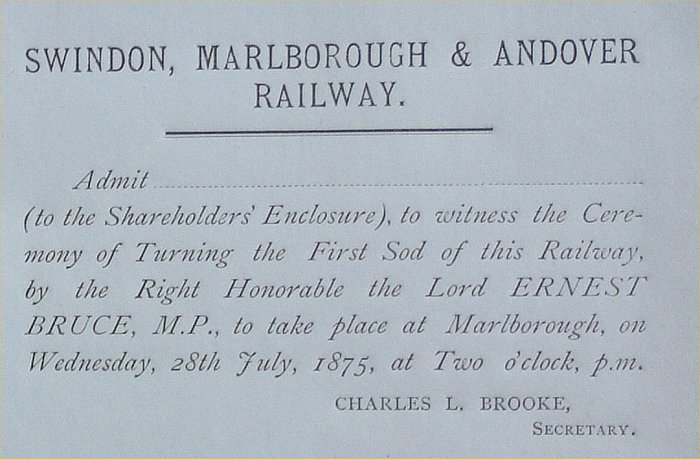 SWINDON, MARLBOROUGH & ANDOVER
RAILWAY.
Admit ................................................
(to the Shareholders' Enclosure), to witness the Cere-
mony of Turning the First Sod of this Railway,
by the Right Honorable the Lord ERNEST
BRUCE, M.P., to take place at Marlborough, on
Wednesday, 28th July, 1875, at Two o'clock, p.m.
CHARLES L. BROOKE,
SECRETARY.